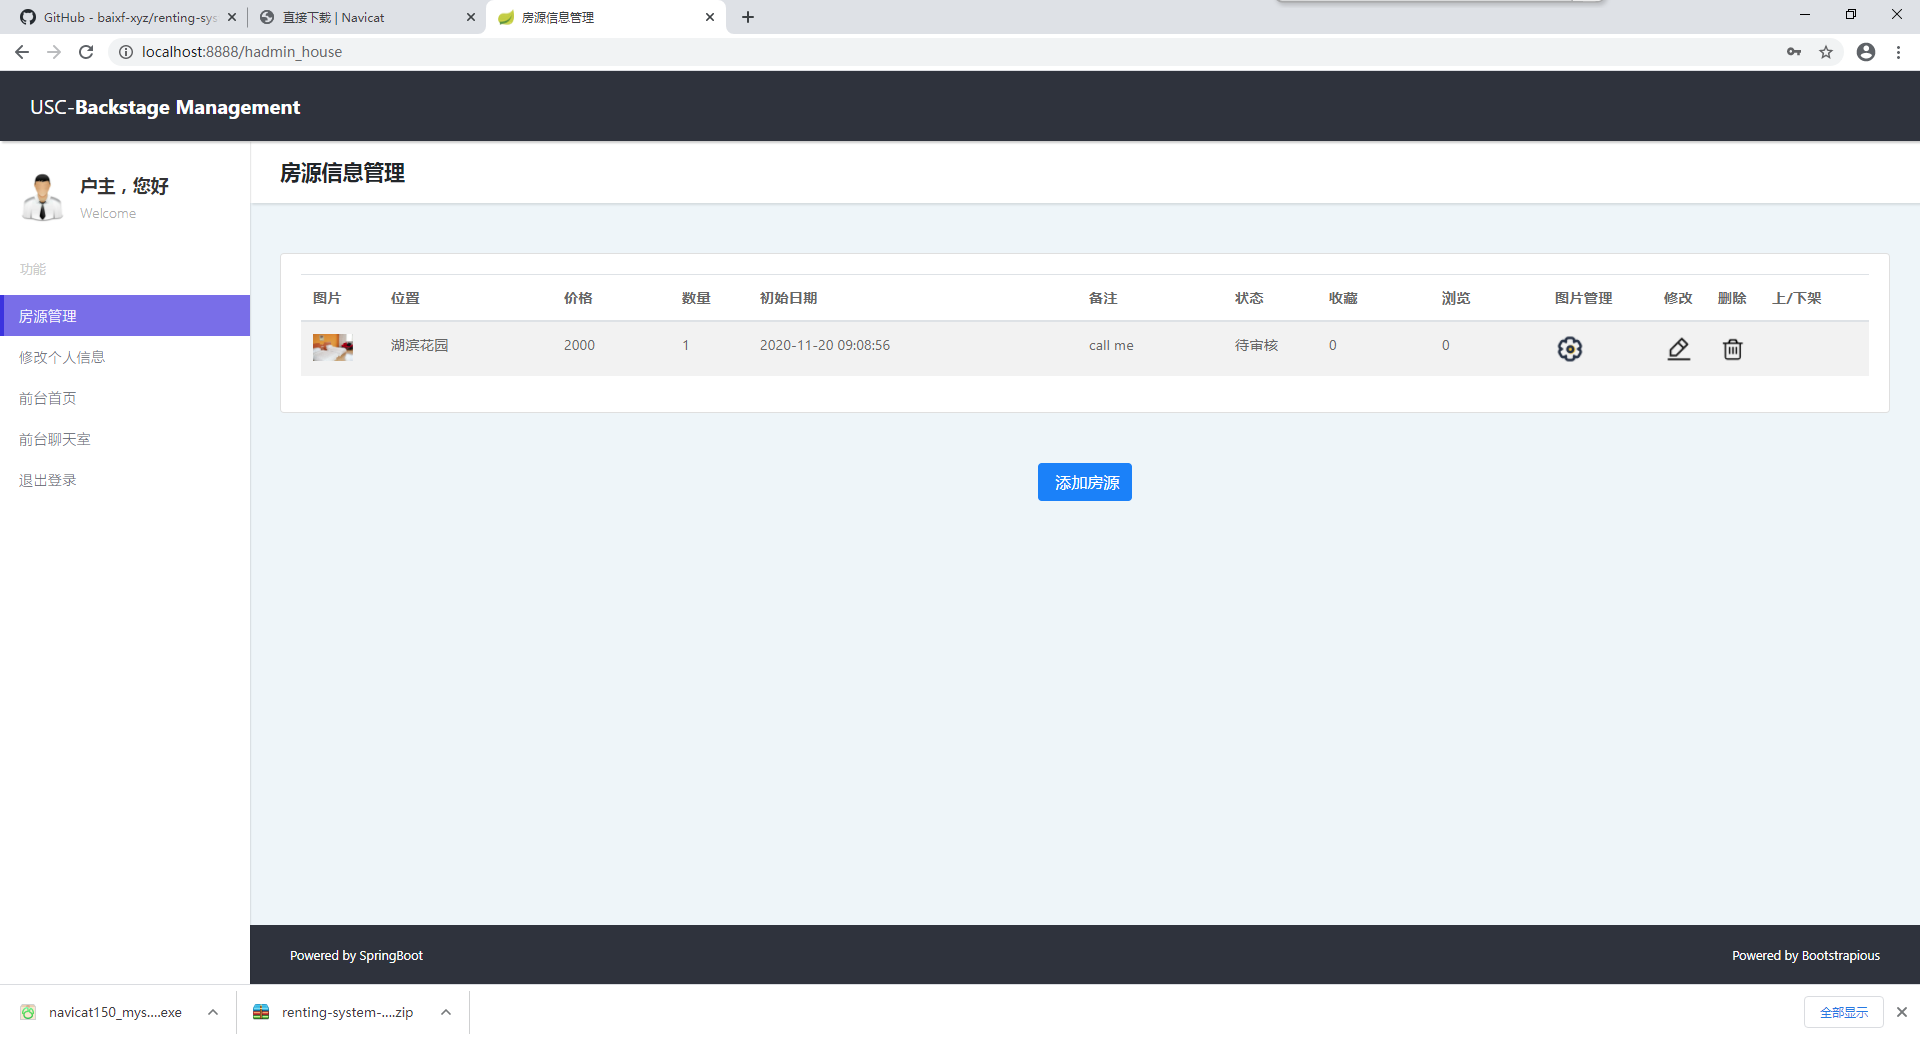 GitHub - baixf-xyz/renting-sys
直接下载 | Navicat
房源信息管理
localhost:8888/hadmin_house
USC-Backstage Management
户主，您好
Welcome
功能
房源管理
修改个人信息
前台首页
前台聊天室
退出登录
房源信息管理
图片 位置 价格 数量 初始日期 备注 状态 收藏 浏览 图片管理 修改 删除 上/下架
湖滨花园 2000 1 2020-11-20 09:08:56 call me 待审核 0 0
添加房源
Powered by SpringBoot
Powered by Bootstrapious
navicat150_mys....exe
renting-system-....zip
全部显示